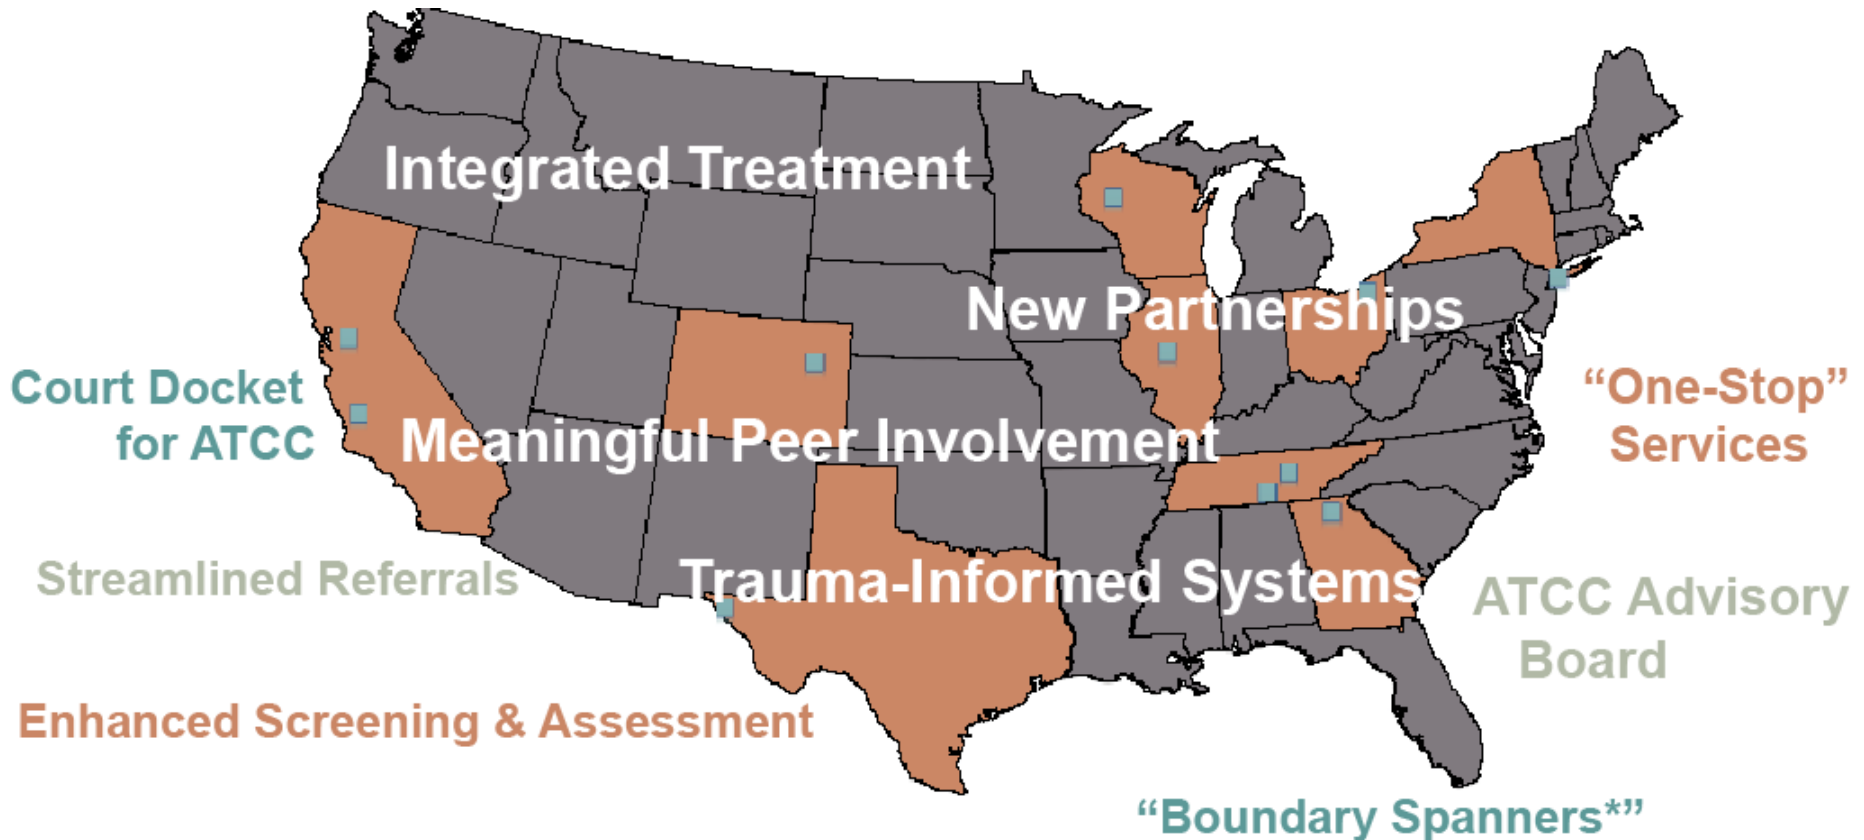 Integrated Treatment
New Partnerships
Court Docket
for ATCC
“One-Stop”
Services
Meaningful Peer Involvement
Streamlined Referrals
Trauma-Informed Systems
ATCC Advisory
Board
Enhanced Screening & Assessment
“Boundary Spanners*”